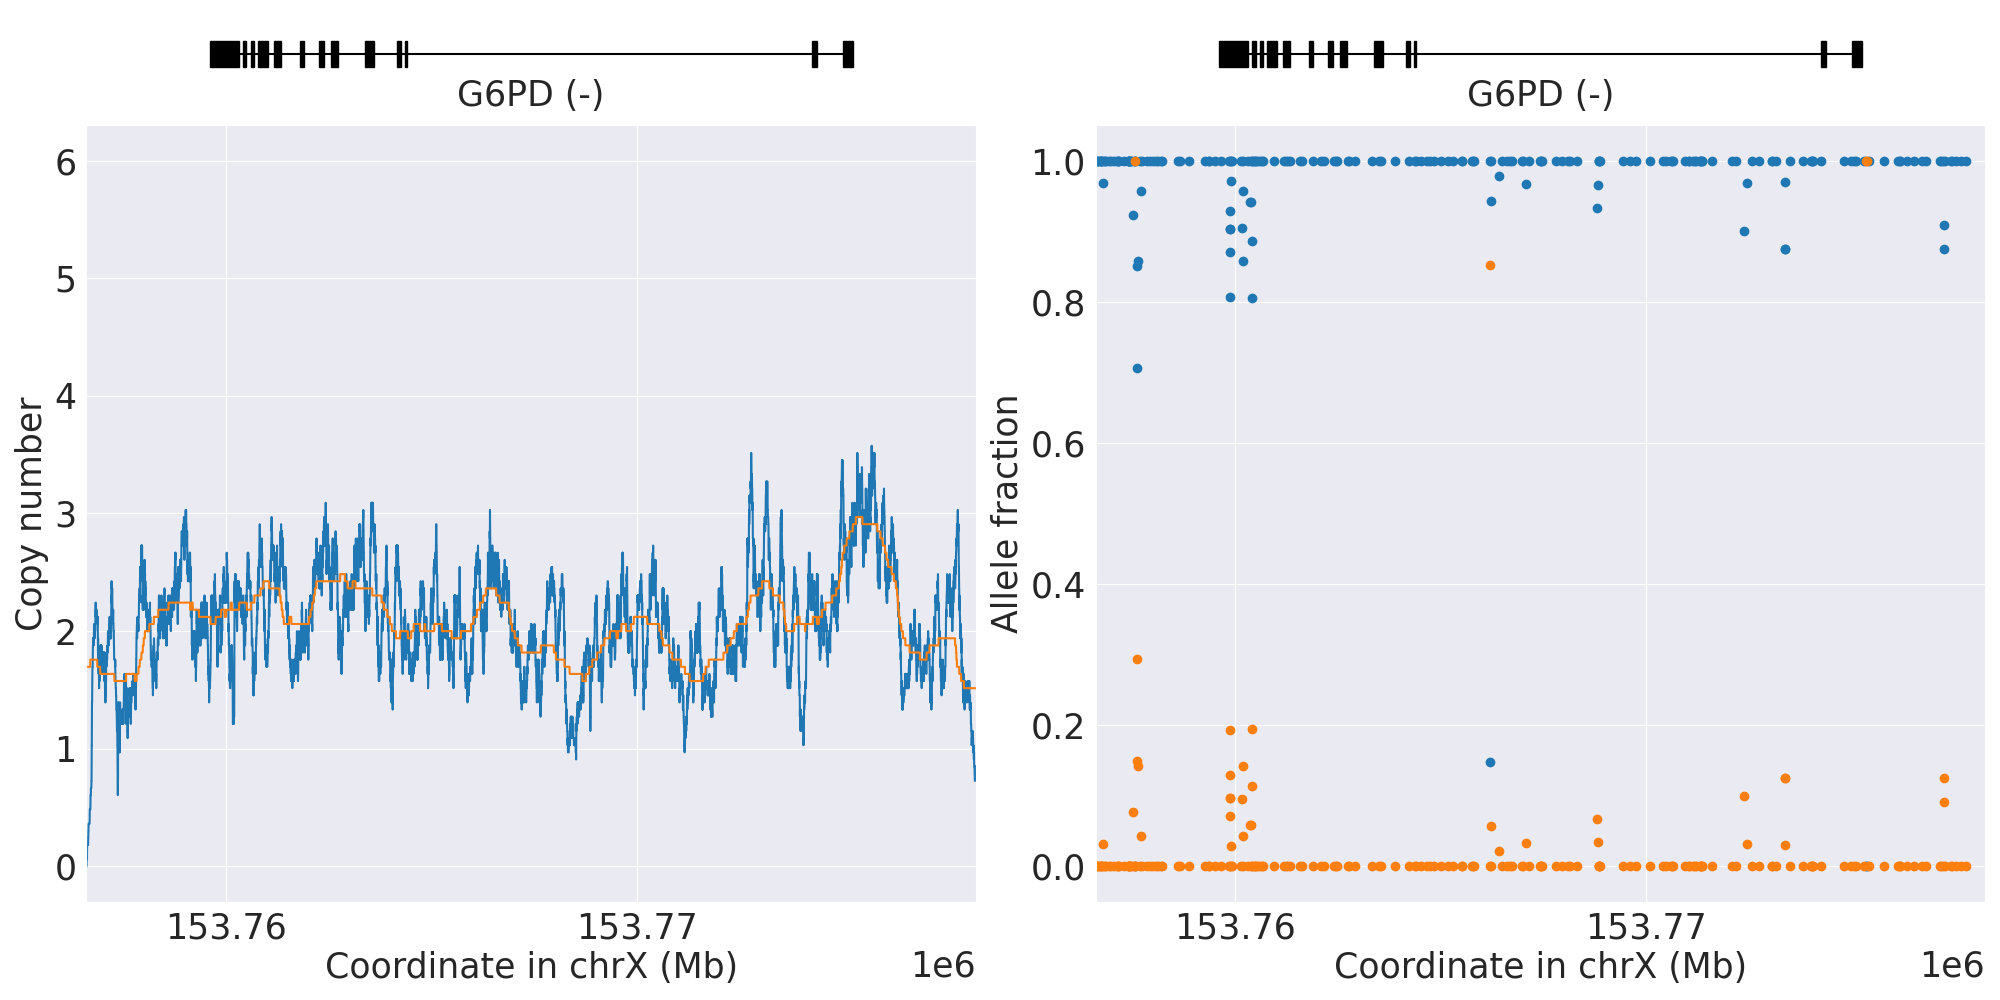 G6PD (-)
6
5
4
3
2
1
0
Copy number
153.76
153.77
Coordinate in chrX (Mb)
1e6
G6PD (-)
1.0
0.8
0.6
0.4
0.2
0.0
Allele fraction
153.76
153.77
Coordinate in chrX (Mb)
1e6